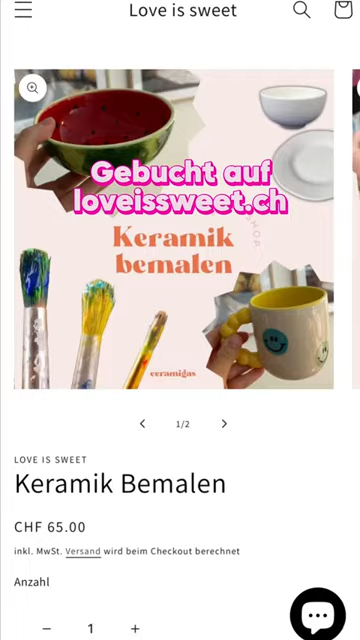 Love is sweet
Gebucht auf
loveissweet.ch
Keramik
bemalen
ceramigas
1/2
LOVE IS SWEET
Keramik Bemalen
CHF 65.00
inkl. MwSt. Versand wird beim Checkout berechnet
Anzahl
− 1 +